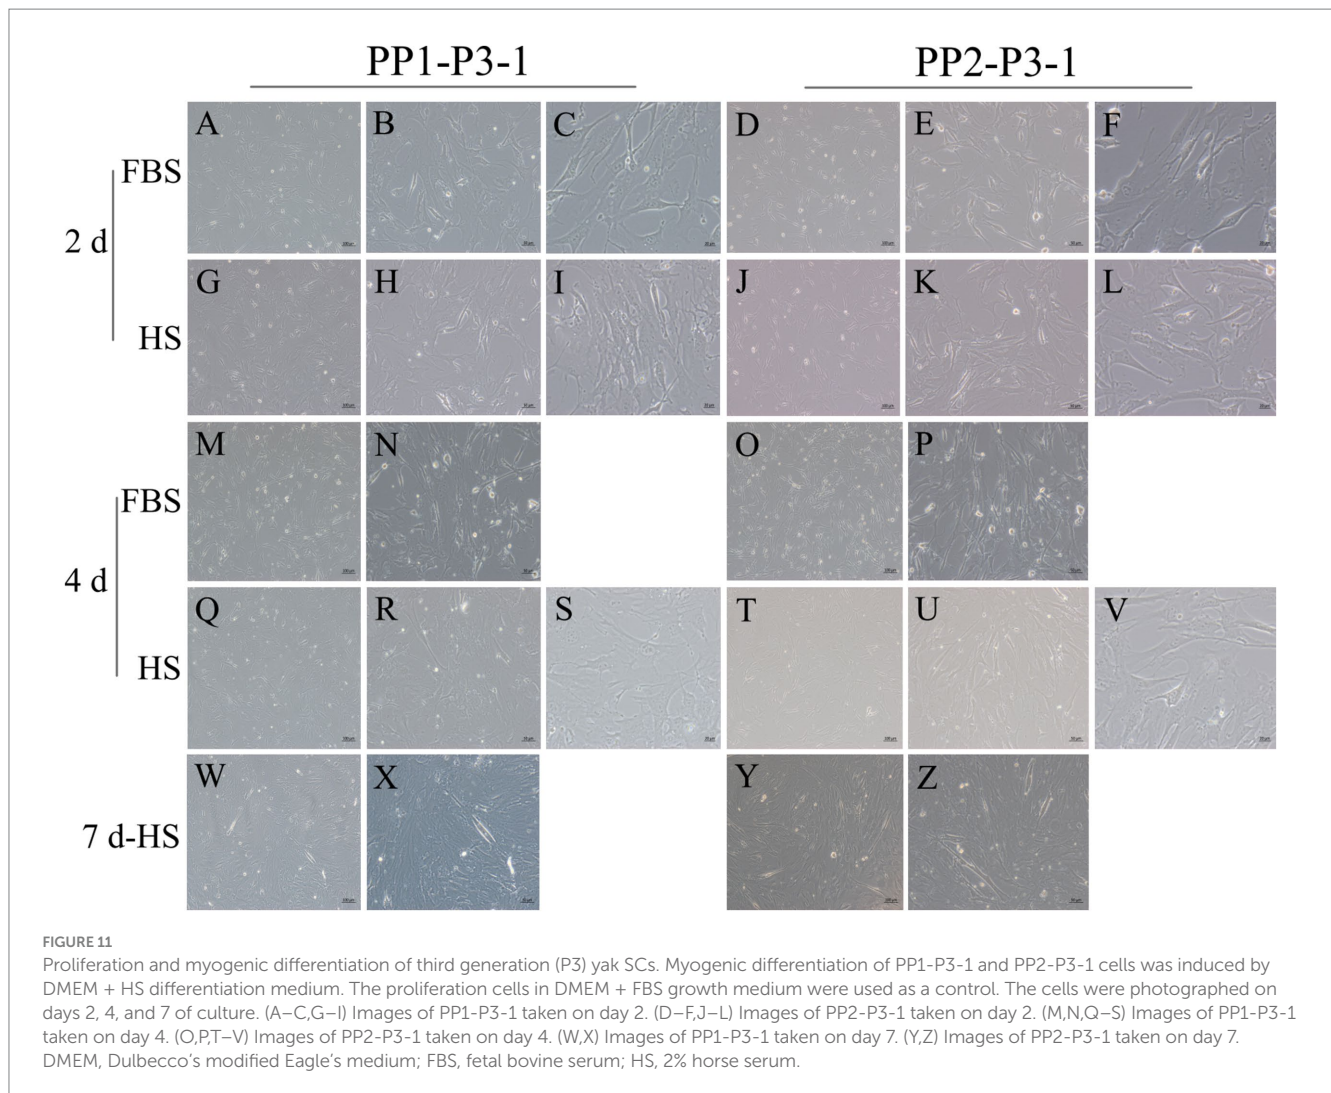 PP1-P3-1 PP2-P3-1
A B C D E F
FBS
2 d
G H I J K L
HS
M N O P
FBS
4 d
Q R S T U V
HS
W X Y Z
7 d-HS
FIGURE 11
Proliferation and myogenic differentiation of third generation (P3) yak SCs. Myogenic differentiation of PP1-P3-1 and PP2-P3-1 cells was induced by
DMEM + HS differentiation medium. The proliferation cells in DMEM + FBS growth medium were used as a control. The cells were photographed on
days 2, 4, and 7 of culture. (A–C,G–I) Images of PP1-P3-1 taken on day 2. (D–F,J–L) Images of PP2-P3-1 taken on day 2. (M,N,Q–S) Images of PP1-P3-1
taken on day 4. (O,P,T–V) Images of PP2-P3-1 taken on day 4. (W,X) Images of PP1-P3-1 taken on day 7. (Y,Z) Images of PP2-P3-1 taken on day 7.
DMEM, Dulbecco's modified Eagle's medium; FBS, fetal bovine serum; HS, 2% horse serum.